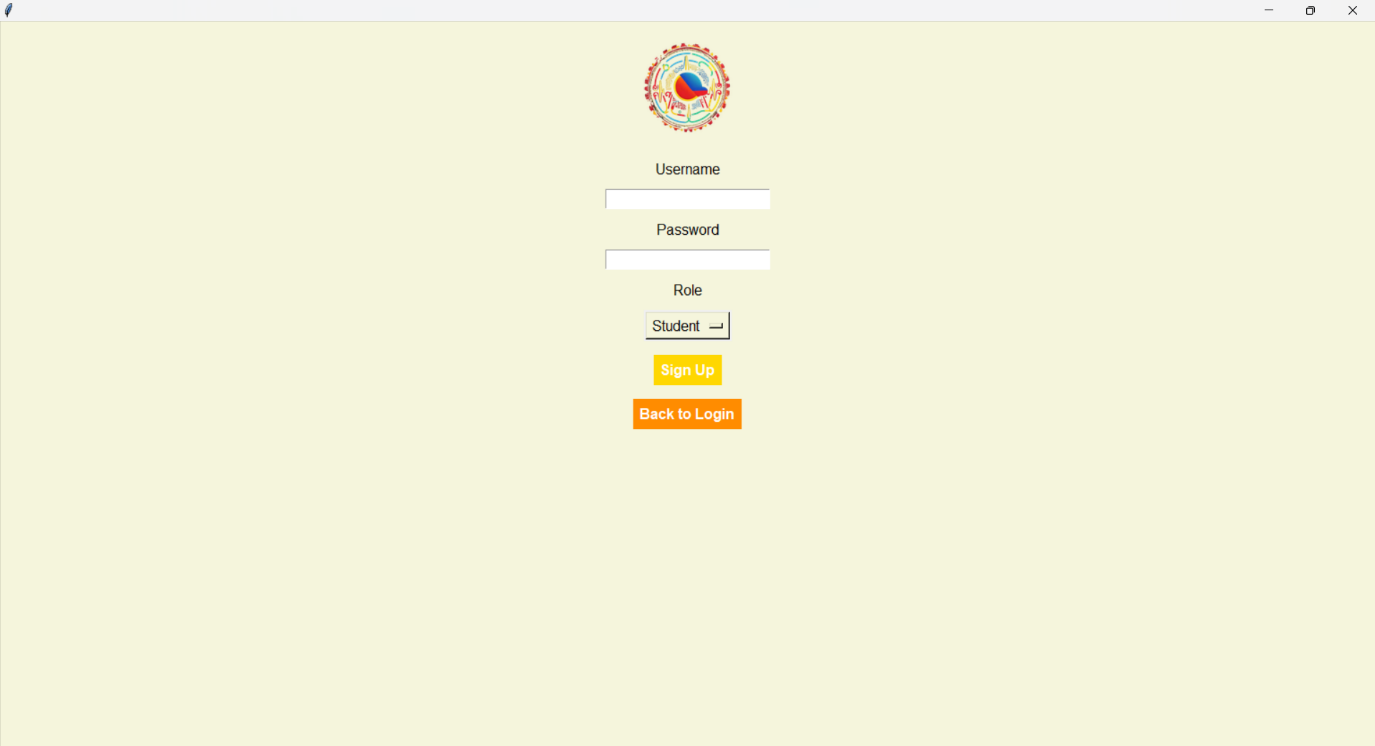 Username
Password
Role
Student
Sign Up
Back to Login